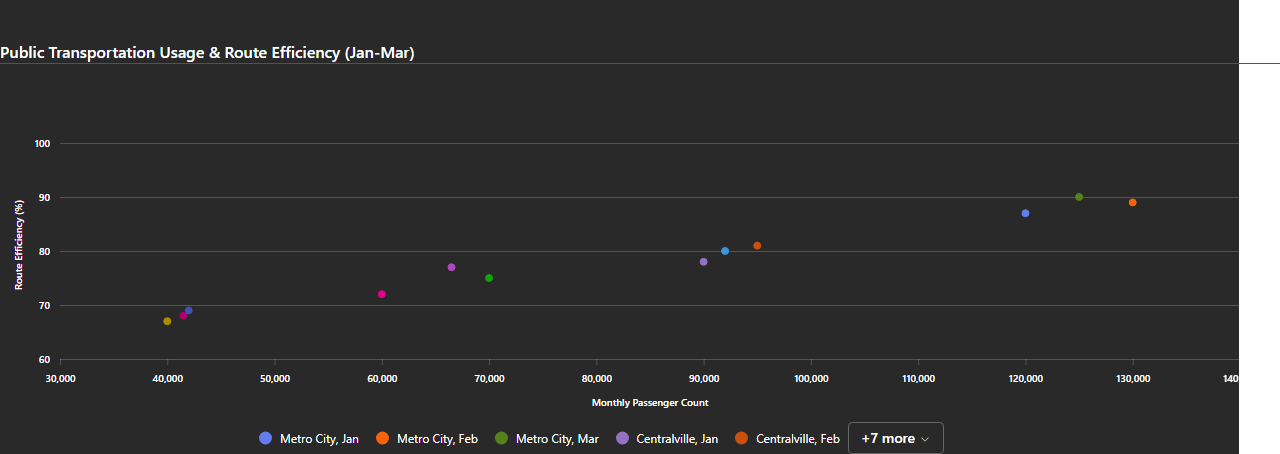 Public Transportation Usage & Route Efficiency (Jan-Mar)
100
90
80
70
60
Route Efficiency (%)
30,000 40,000 50,000 60,000 70,000 80,000 90,000 100,000 110,000 120,000 130,000 140
Monthly Passenger Count
Metro City, Jan Metro City, Feb Metro City, Mar Centralville, Jan Centralville, Feb +7 more